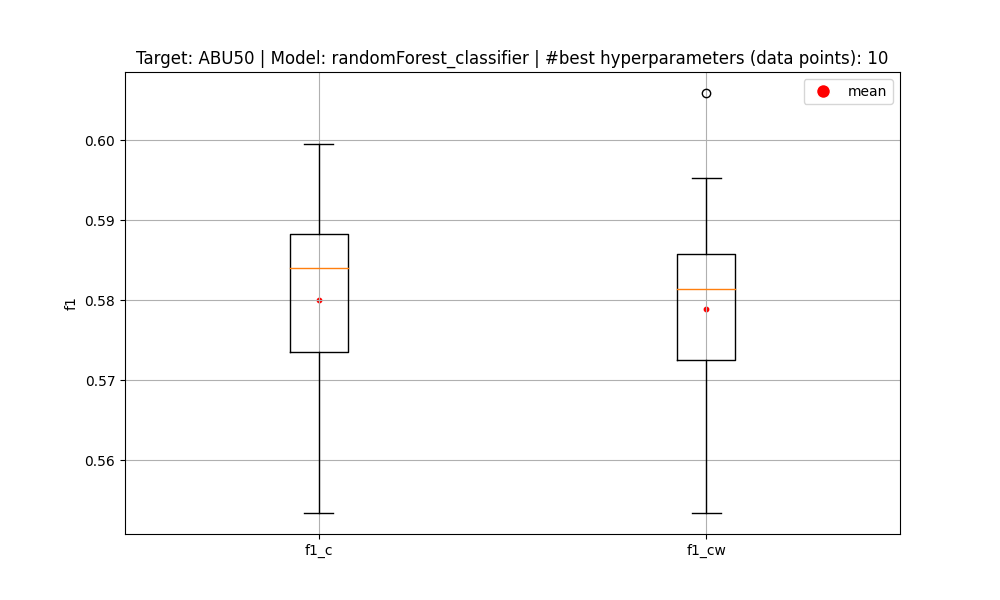 Target: ABU50 | Model: randomForest_classifier | #best hyperparameters (data points): 10
mean
0.60
0.59
0.58
0.57
0.56
f1
f1_c
f1_cw